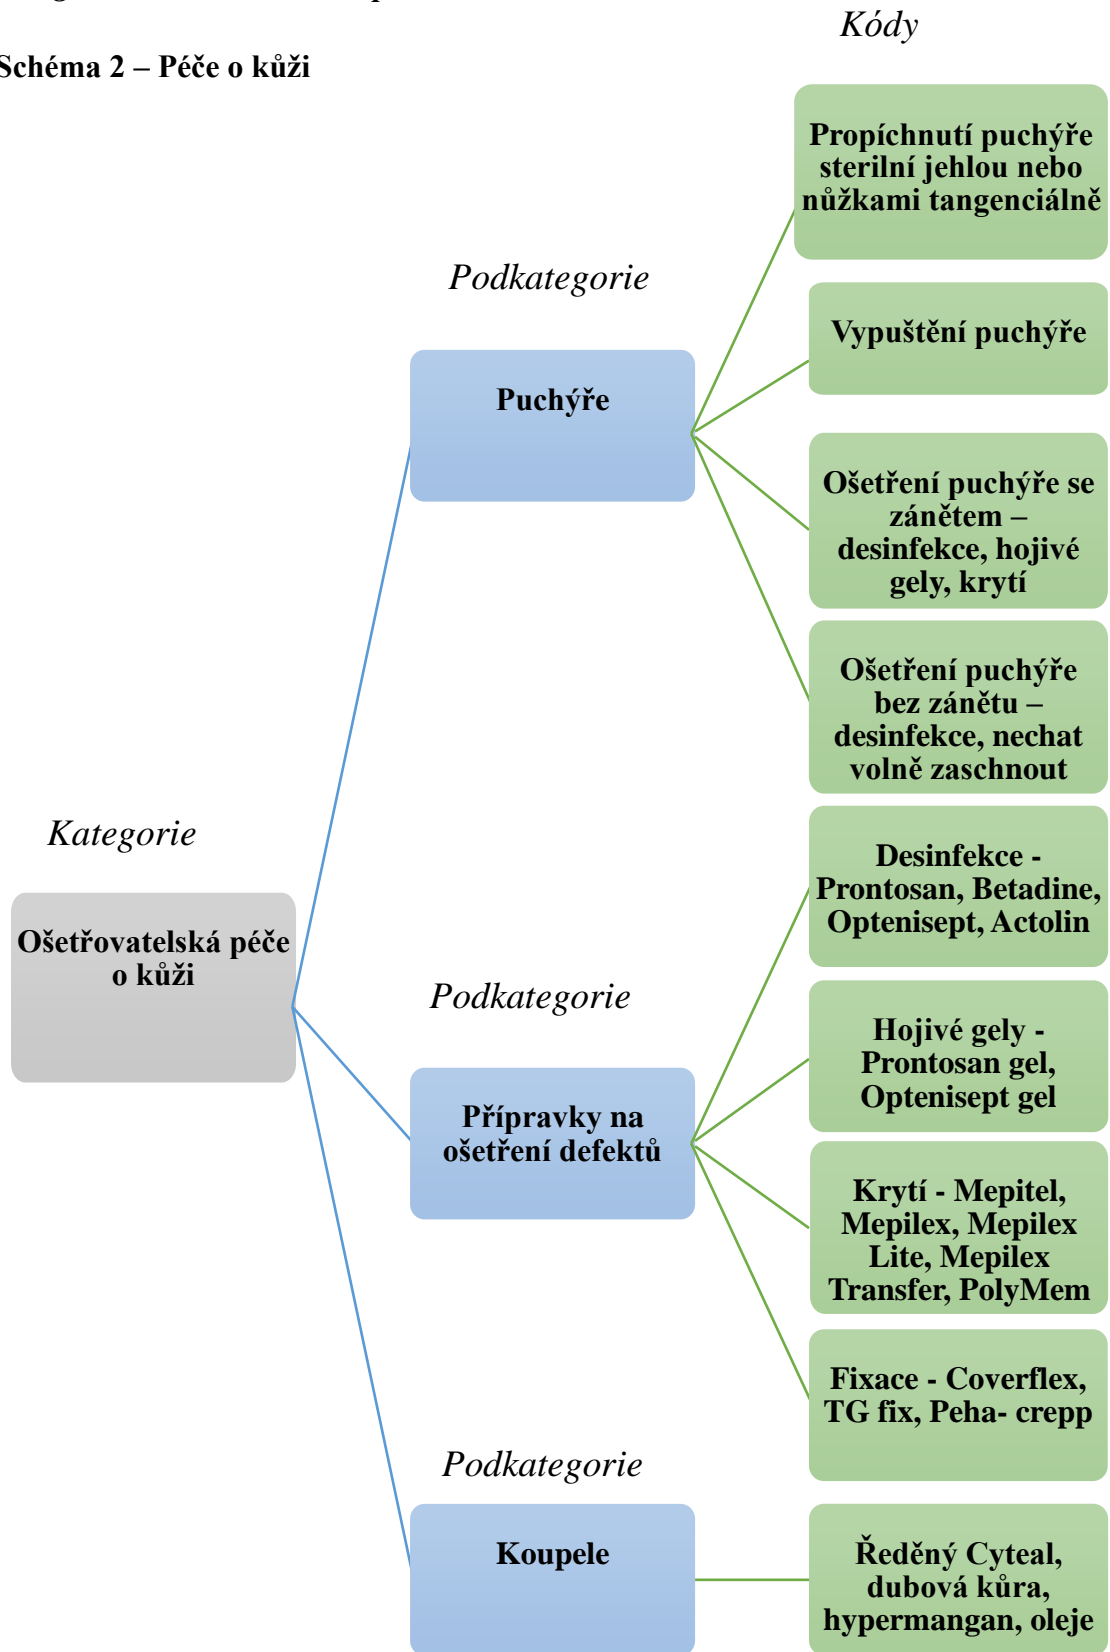 Kódy
Schéma 2 – Péče o kůži
Propíchnutí puchýře
sterilní jehlou nebo
nůžkami tangenciálně
Podkategorie
Vypuštění puchýře
Puchýře
Ošetření puchýře se
zánětem –
desinfekce, hojivé
gely, krytí
Ošetření puchýře
bez zánětu –
desinfekce, nechat
volně zaschnout
Kategorie
Ošetřovatelská péče
o kůži
Desinfekce -
Prontosan, Betadine,
Optenisept, Actolin
Podkategorie
Přípravky na
ošetření defektů
Hojivé gely -
Prontosan gel,
Optenisept gel
Krytí - Mepitel,
Mepilex, Mepilex
Lite, Mepilex
Transfer, PolyMem
Fixace - Coverflex,
TG fix, Peha- crepp
Podkategorie
Koupele
Ředěný Cyteal,
dubová kůra,
hypermangan, oleje